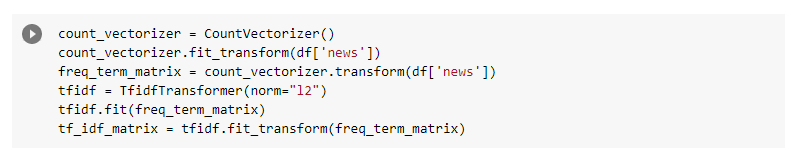 count_vectorizer = CountVectorizer()
count_vectorizer.fit_transform(df['news'])
freq_term_matrix = count_vectorizer.transform(df['news'])
tfidf = TfidfTransformer(norm="l2")
tfidf.fit(freq_term_matrix)
tf_idf_matrix = tfidf.fit_transform(freq_term_matrix)